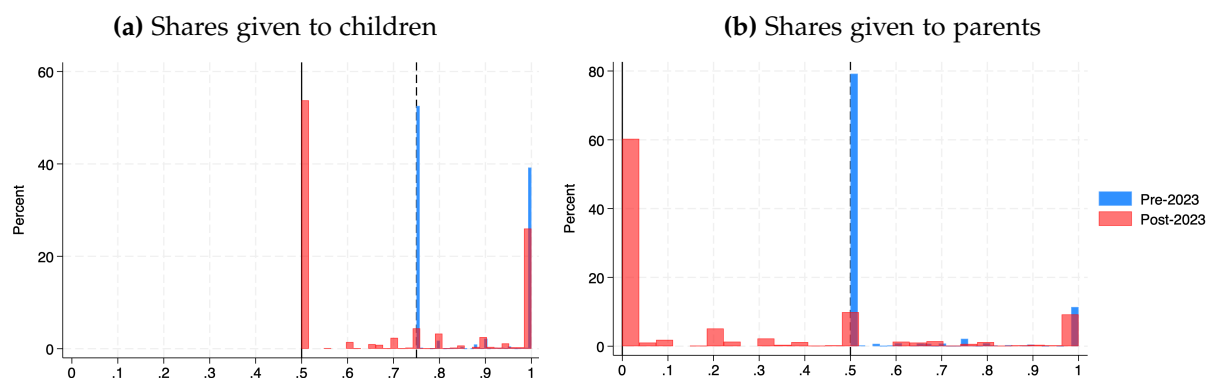 (a) Shares given to children
(b) Shares given to parents
60
40
20
0
Percent
0 .1 .2 .3 .4 .5 .6 .7 .8 .9 1
80
60
40
20
0
Percent
0 .1 .2 .3 .4 .5 .6 .7 .8 .9 1
Pre-2023
Post-2023